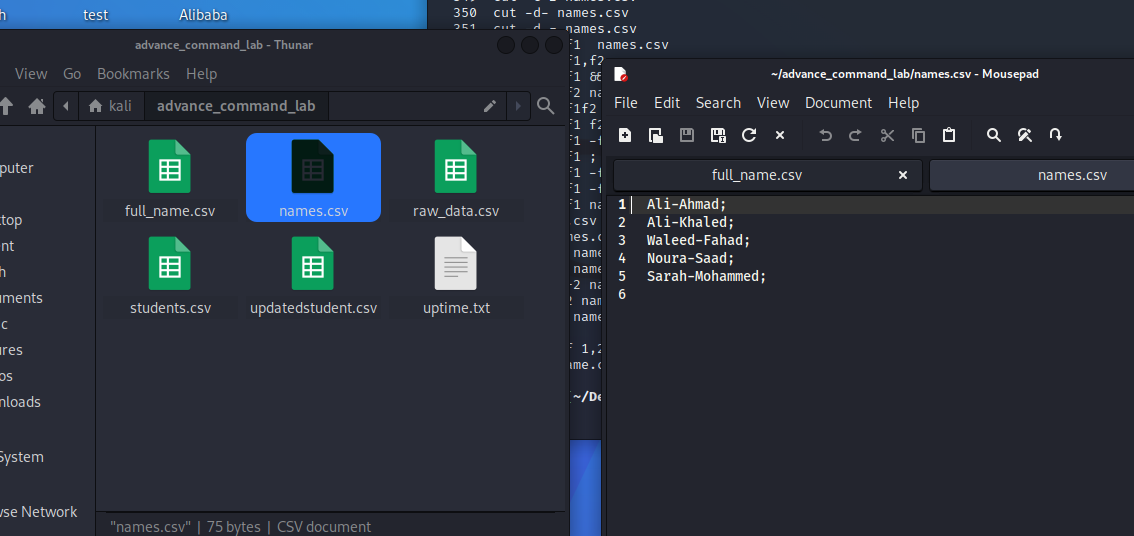 h
test
Alibaba
350 cut -d- names.csv
351 cut -d - names.csv
f1 names.csv
f1,f2
f1 &&
f2 na
f1f2
f1 f2
f1 -f
f1 ;
f1 -f
f1 -f
f1 na
csv
mes.c
name
name
-2 nam
2 nam
name
f 1,2
ame.c
[~/De
advance_command_lab - Thunar
View Go Bookmarks Help
kali
advance_command_lab
puter
top
nt
h
uments
c
ures
os
nloads
System
wse Network
full_name.csv
names.csv
raw_data.csv
students.csv
updatedstudent.csv
uptime.txt
"names.csv" | 75 bytes | CSV document
~/advance_command_lab/names.csv - Mousepad
File Edit Search View Document Help
full_name.csv
names.csv
1 Ali-Ahmad;
2 Ali-Khaled;
3 Waleed-Fahad;
4 Noura-Saad;
5 Sarah-Mohammed;
6